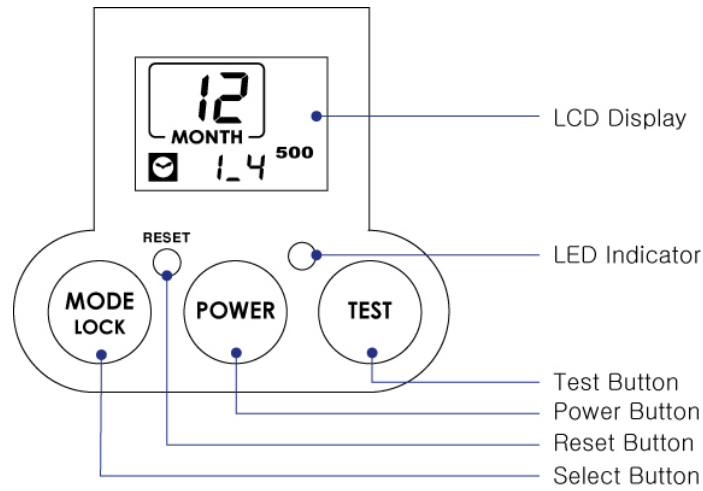 12
MONTH
1_4 500
LCD Display
RESET
LED Indicator
MODE
LOCK
POWER
TEST
Test Button
Power Button
Reset Button
Select Button